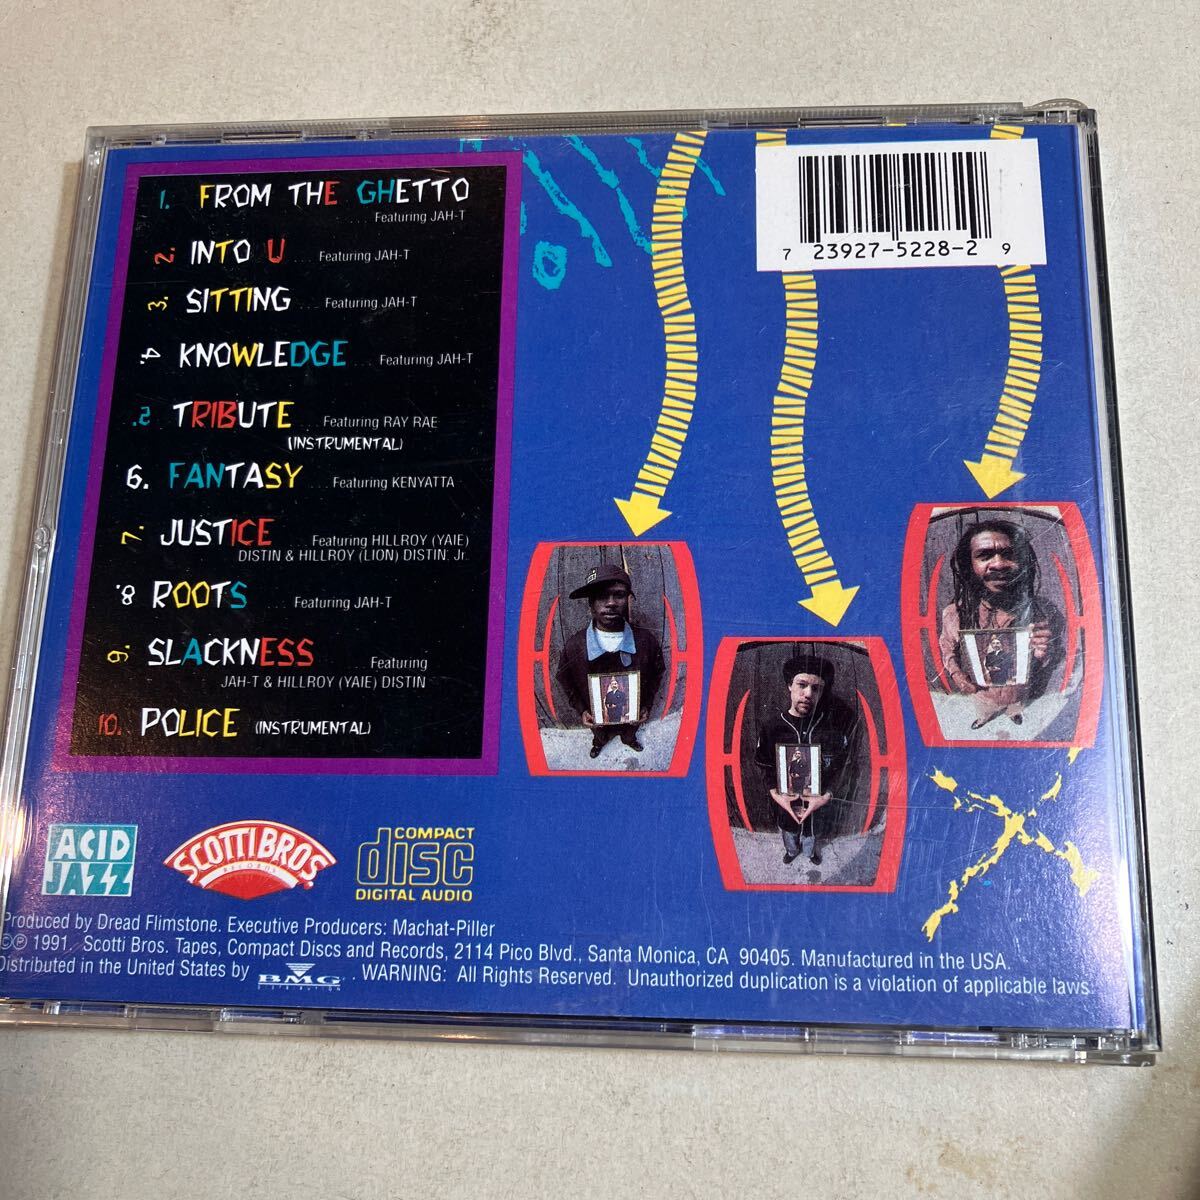 1. FROM THE GHETTO
.... Featuring JAH-T
2. INTO U ... Featuring JAH-T
3. SITTING ... Featuring JAH-T
4. KNOWLEDGE ... Featuring JAH-T
5. TRIBUTE ... Featuring RAY RAE
(INSTRUMENTAL)
6. FANTASY ... Featuring KENYATTA
7. JUSTICE .... Featuring HILLROY (YAIE)
DISTIN & HILLROY (LION) DISTIN, Jr.
8. ROOTS .... Featuring JAH-T
9. SLACKNESS .... Featuring
JAH-T & HILLROY (YAIE) DISTIN
10. POLICE (INSTRUMENTAL)
7 23927-5228-2 9
ACID
JAZZ
SCOTTI BROS.
RECORDS
COMPACT
disc
DIGITAL AUDIO
Produced by Dread Flimstone. Executive Producers: Machat-Piller
©℗ 1991. Scotti Bros. Tapes, Compact Discs and Records, 2114 Pico Blvd., Santa Monica, CA 90405. Manufactured in the USA.
Distributed in the United States by BMG DISTRIBUTION . WARNING: All Rights Reserved. Unauthorized duplication is a violation of applicable laws.